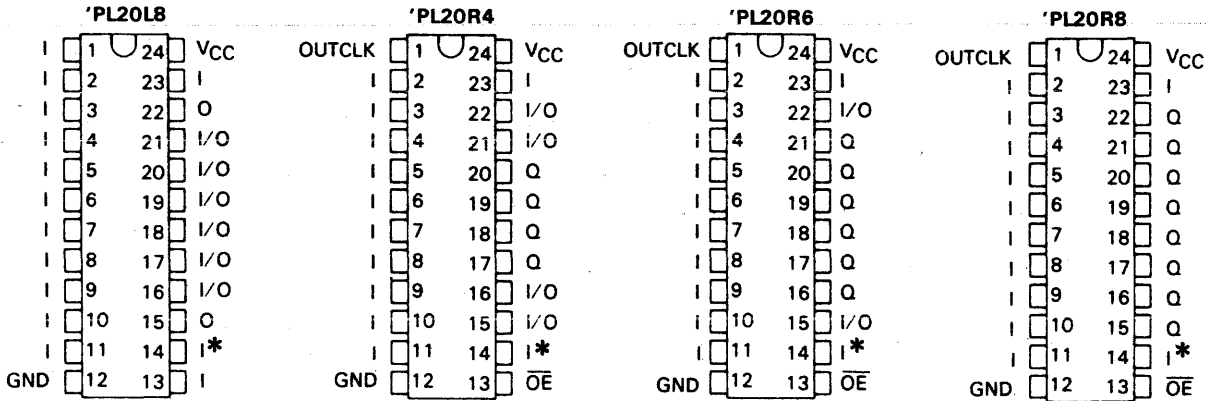 'PL20L8 'PL20R4 'PL20R6 'PL20R8
I 1 24 VCC OUTCLK 1 24 VCC OUTCLK 1 24 VCC OUTCLK 1 24 VCC
I 2 23 I I 2 23 I I 2 23 I I 2 23 I
I 3 22 O I 3 22 I/O I 3 22 I/O I 3 22 Q
I 4 21 I/O I 4 21 I/O I 4 21 Q I 4 21 Q
I 5 20 I/O I 5 20 Q I 5 20 Q I 5 20 Q
I 6 19 I/O I 6 19 Q I 6 19 Q I 6 19 Q
I 7 18 I/O I 7 18 Q I 7 18 Q I 7 18 Q
I 8 17 I/O I 8 17 Q I 8 17 Q I 8 17 Q
I 9 16 I/O I 9 16 I/O I 9 16 Q I 9 16 Q
I 10 15 O I 10 15 I/O I 10 15 I/O I 10 15 Q
I 11 14 I* I 11 14 I* I 11 14 I* I 11 14 I*
GND 12 13 I GND 12 13 O̅E̅ GND 12 13 O̅E̅ GND 12 13 O̅E̅